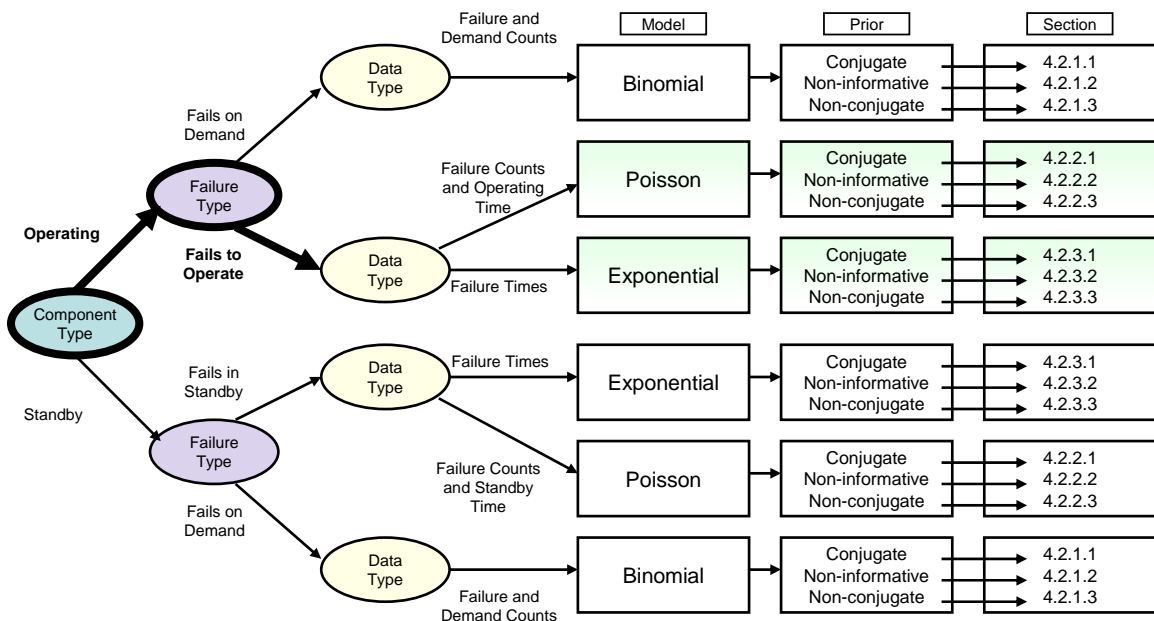 Model
Prior
Section
Failure and
Demand Counts
Data
Type
Binomial
Conjugate
Non-informative
Non-conjugate
4.2.1.1
4.2.1.2
4.2.1.3
Fails on
Demand
Failure
Type
Failure Counts
and Operating
Time
Poisson
Conjugate
Non-informative
Non-conjugate
4.2.2.1
4.2.2.2
4.2.2.3
Operating
Fails to
Operate
Data
Type
Failure Times
Exponential
Conjugate
Non-informative
Non-conjugate
4.2.3.1
4.2.3.2
4.2.3.3
Component
Type
Standby
Fails in
Standby
Data
Type
Failure Times
Exponential
Conjugate
Non-informative
Non-conjugate
4.2.3.1
4.2.3.2
4.2.3.3
Failure
Type
Failure Counts
and Standby
Time
Poisson
Conjugate
Non-informative
Non-conjugate
4.2.2.1
4.2.2.2
4.2.2.3
Fails on
Demand
Data
Type
Failure and
Demand Counts
Binomial
Conjugate
Non-informative
Non-conjugate
4.2.1.1
4.2.1.2
4.2.1.3